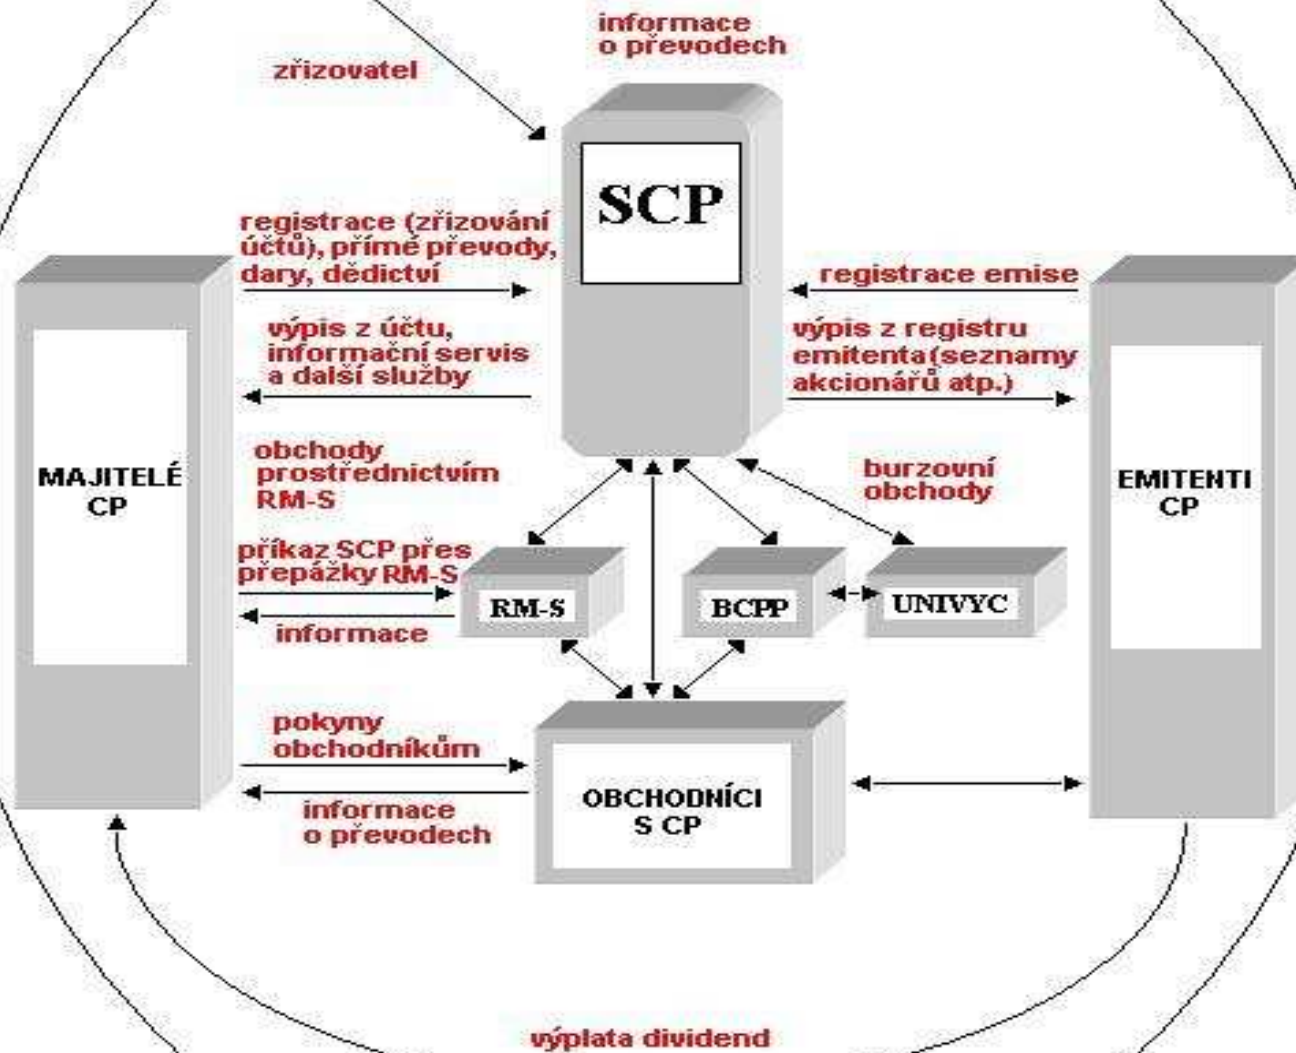 informace
o převodech
zřizovatel
SCP
registrace (zřizování
účtů), přímé převody,
dary, dědictví
registrace emise
výpis z účtu,
informační servis
a další služby
výpis z registru
emitenta(seznamy
akcionářů atp.)
MAJITELÉ
CP
obchody
prostřednictvím
RM-S
burzovní
obchody
EMITENTI
CP
příkaz SCP přes
přepážky RM-S
informace
RM-S
BCPP
UNIVYC
pokyny
obchodníkům
informace
o převodech
OBCHODNÍCI
S CP
výplata dividend